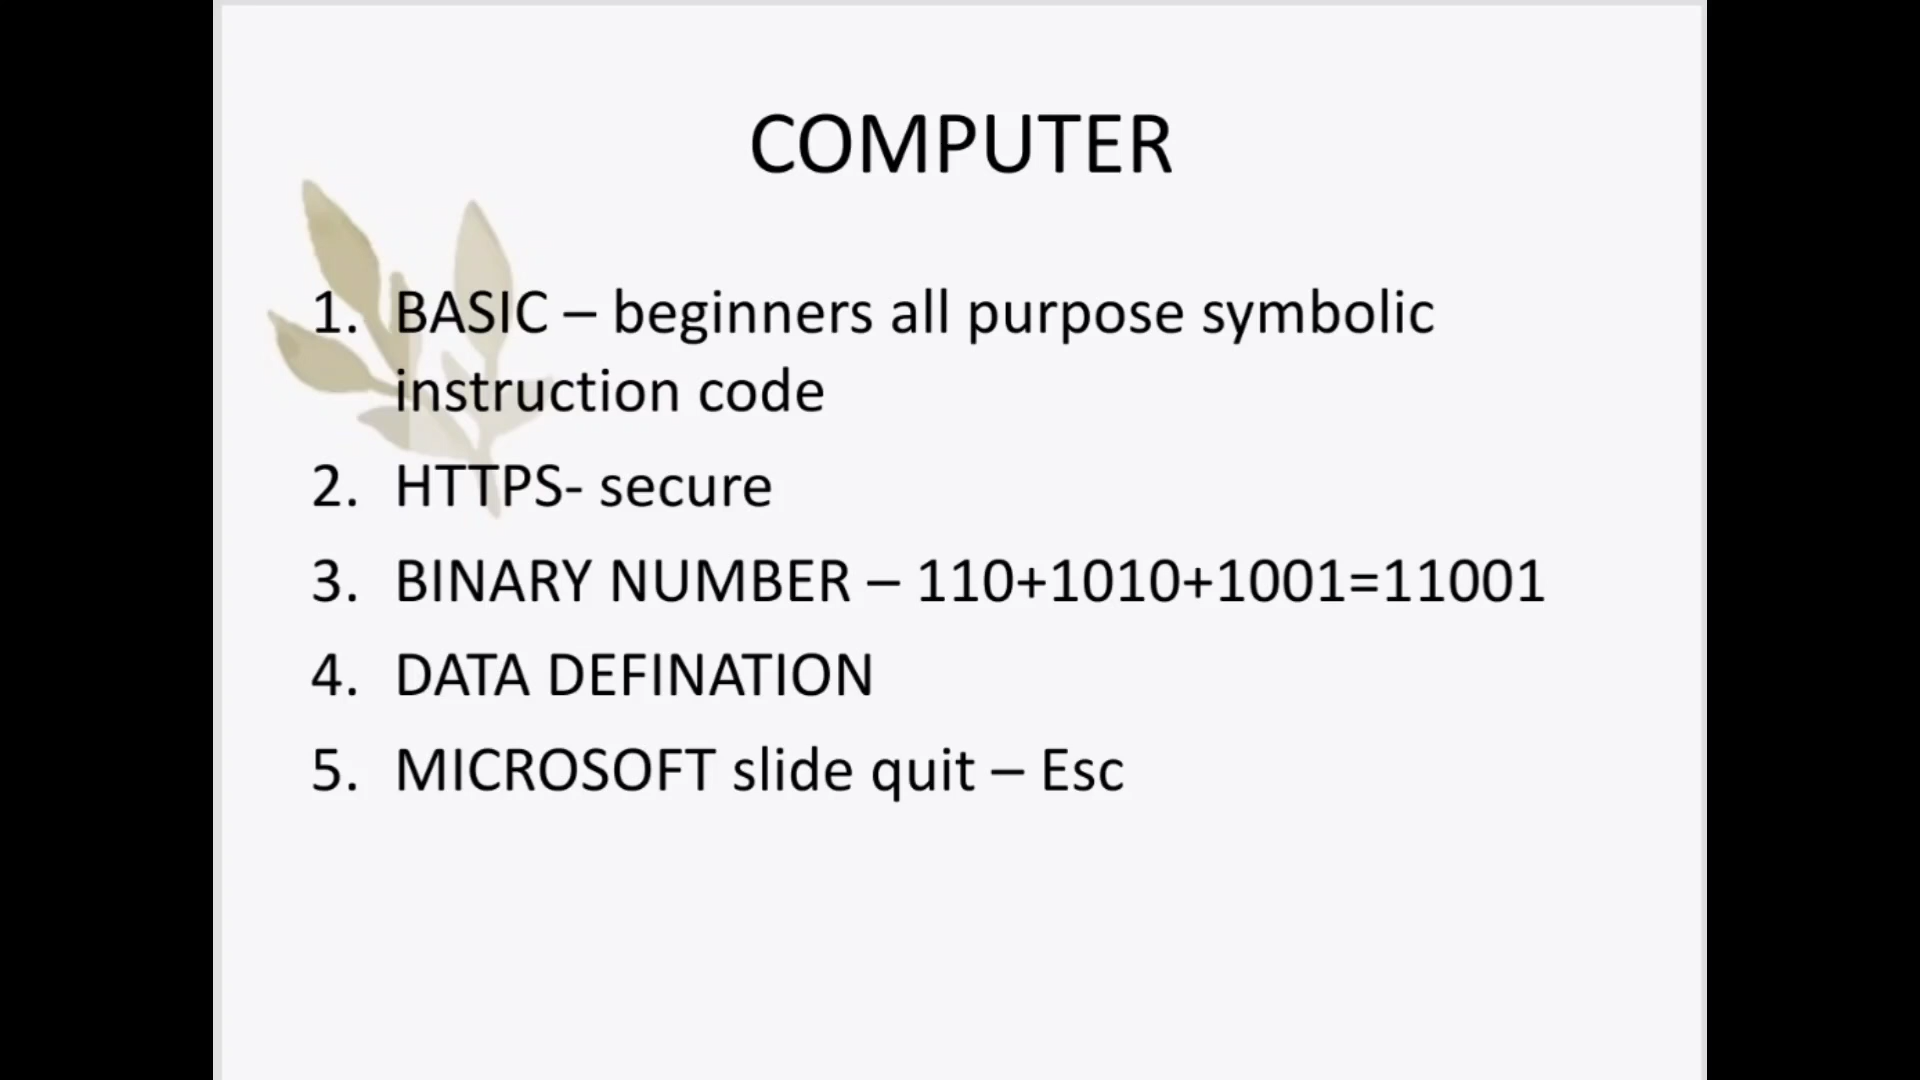 COMPUTER
1. BASIC – beginners all purpose symbolic
instruction code
2. HTTPS- secure
3. BINARY NUMBER – 110+1010+1001=11001
4. DATA DEFINATION
5. MICROSOFT slide quit – Esc